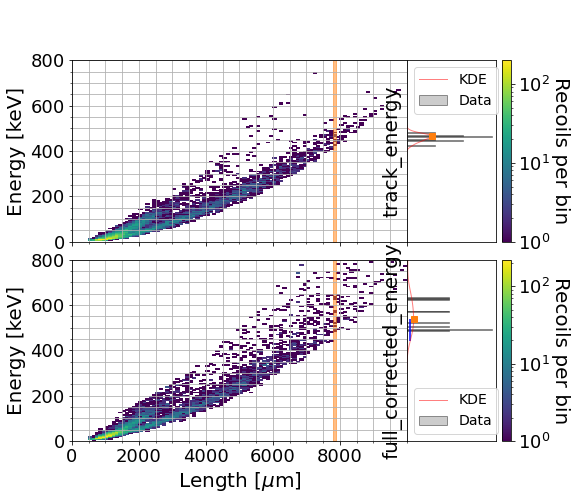 800
600
400
200
0
Energy [keV]
track_energy
KDE
Data
10²
10¹
10⁰
Recoils per bin
800
600
400
200
0
Energy [keV]
full_corrected_energy
KDE
Data
10²
10¹
10⁰
Recoils per bin
0
2000
4000
6000
8000
Length [μm]